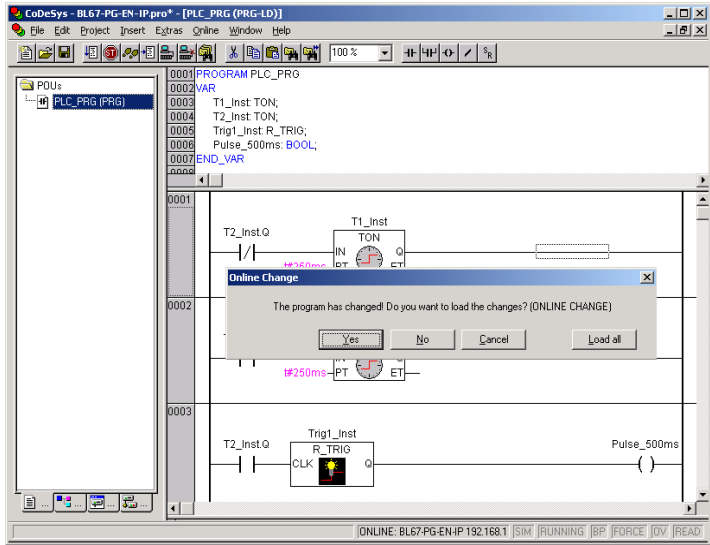 CoDeSys - BL67-PG-EN-IP.pro* - [PLC_PRG (PRG-LD)]
File Edit Project Insert Extras Online Window Help
100 %
POUs
PLC_PRG (PRG)
0001 PROGRAM PLC_PRG
0002 VAR
0003 T1_Inst: TON;
0004 T2_Inst: TON;
0005 Trig1_Inst: R_TRIG;
0006 Pulse_500ms: BOOL;
0007 END_VAR
0008
0001
T1_Inst
T2_Inst.Q
TON
IN Q
t#250ms PT ET
Online Change
The program has changed! Do you want to load the changes? (ONLINE CHANGE)
Yes No Cancel Load all
0002
IN Q
t#250ms PT ET
0003
Trig1_Inst
T2_Inst.Q R_TRIG Pulse_500ms
CLK Q
ONLINE: BL67-PG-EN-IP 192.168.1 SIM RUNNING BP FORCE OV READ